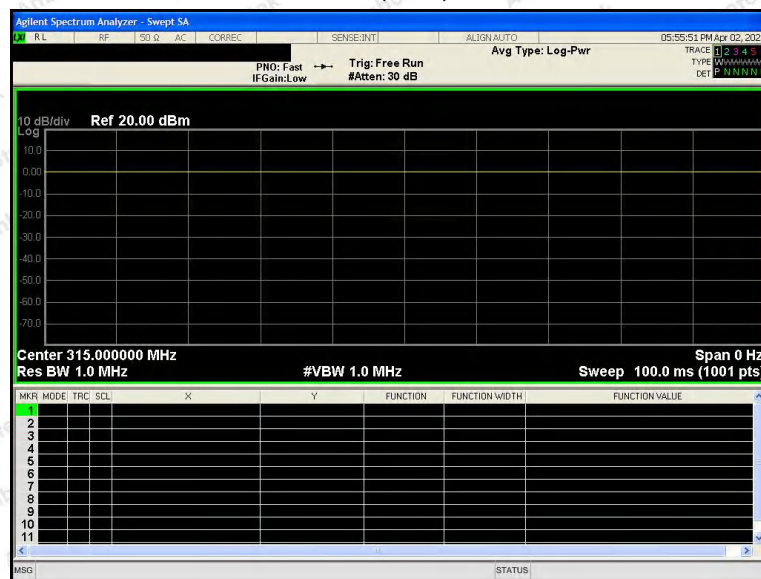 Agilent Spectrum Analyzer - Swept SA
LXI RL RF 50 Ω AC CORREC SENSE:INT ALIGN AUTO 05:55:51 PM Apr 02, 202
Avg Type: Log-Pwr TRACE 1 2 3 4 5
PNO: Fast Trig: Free Run TYPE W
IFGain:Low #Atten: 30 dB DET P N N N N
10 dB/div Ref 20.00 dBm
Log
10.0
0.00
-10.0
-20.0
-30.0
-40.0
-50.0
-60.0
-70.0
Center 315.000000 MHz Span 0 Hz
Res BW 1.0 MHz #VBW 1.0 MHz Sweep 100.0 ms (1001 pts)
MKR MODE TRC SCL X Y FUNCTION FUNCTION WIDTH FUNCTION VALUE
1
2
3
4
5
6
7
8
9
10
11
MSG STATUS